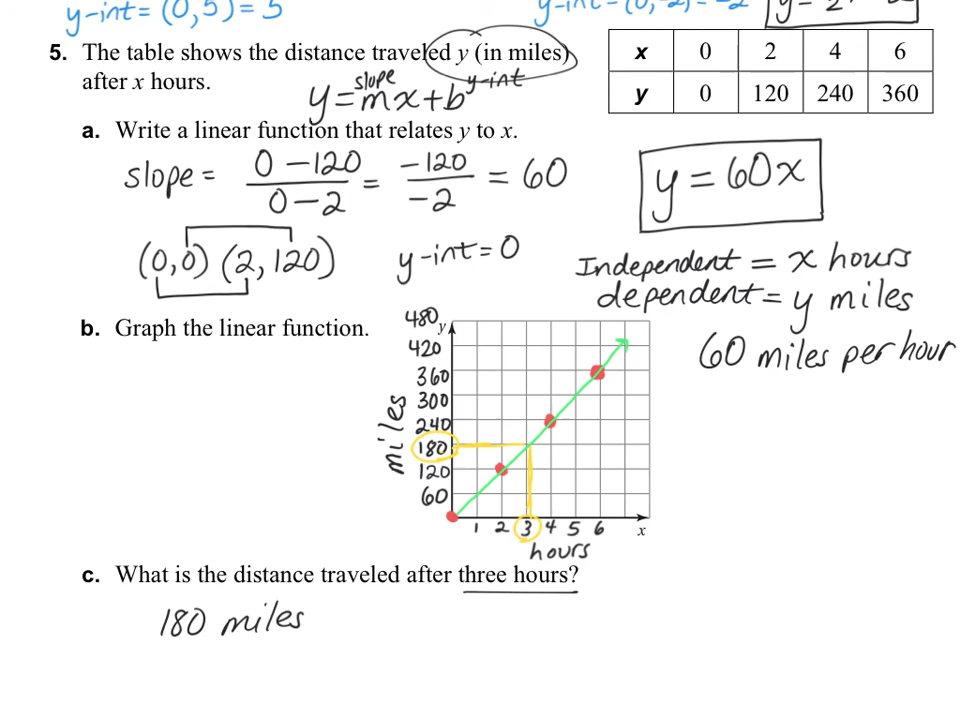 y-int = (0,5) = 5
y-int = (0,-2) = -2
5. The table shows the distance traveled y (in miles)
after x hours.
x 0 2 4 6
y 0 120 240 360
slope y-int
y = mx + b
a. Write a linear function that relates y to x.
slope = 0 - 120 / 0 - 2 = -120 / -2 = 60
y = 60x
(0,0) (2, 120) y-int = 0
Independent = x hours
dependent = y miles
60 miles per hour
b. Graph the linear function.
y
480
420
360
300
240
180
120
60
miles
1 2 3 4 5 6 x
hours
c. What is the distance traveled after three hours?
180 miles